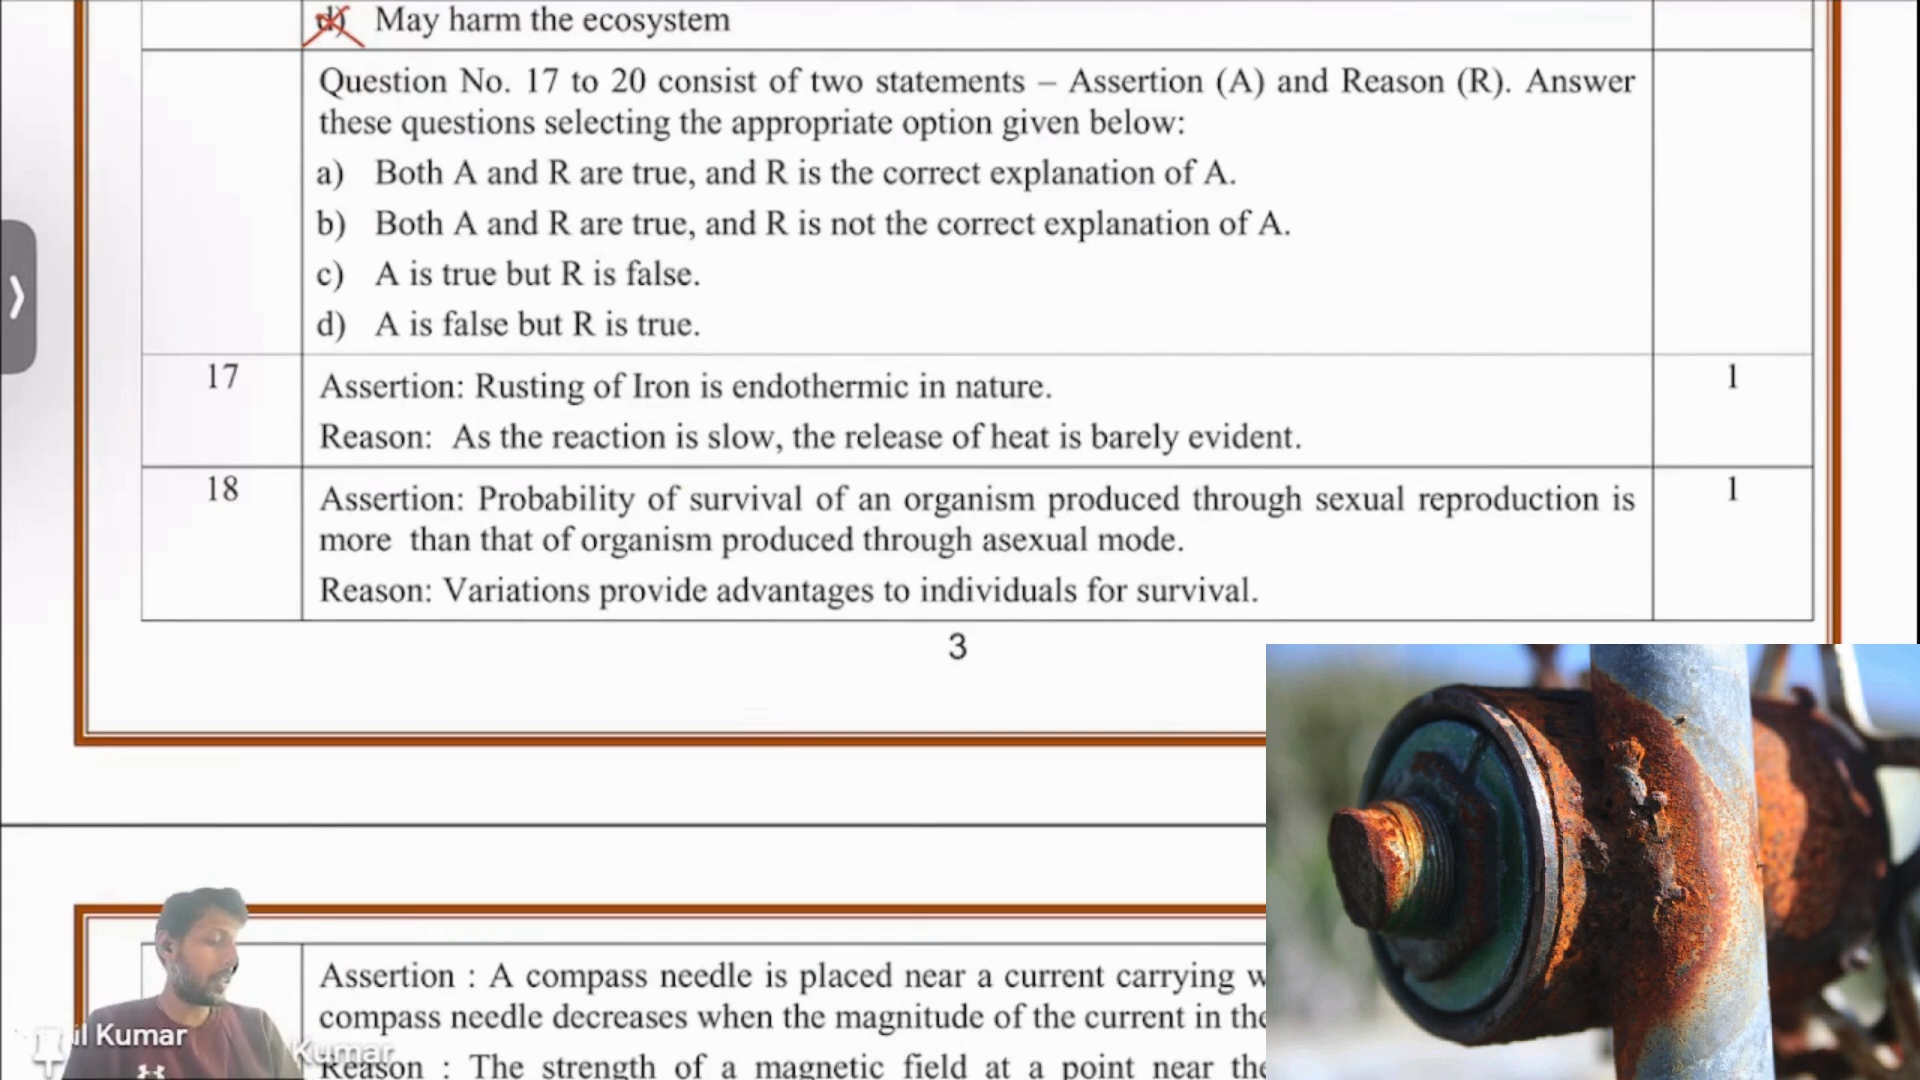 d) May harm the ecosystem
Question No. 17 to 20 consist of two statements – Assertion (A) and Reason (R). Answer
these questions selecting the appropriate option given below:
a) Both A and R are true, and R is the correct explanation of A.
b) Both A and R are true, and R is not the correct explanation of A.
c) A is true but R is false.
d) A is false but R is true.
17
Assertion: Rusting of Iron is endothermic in nature.
1
Reason: As the reaction is slow, the release of heat is barely evident.
18
Assertion: Probability of survival of an organism produced through sexual reproduction is
1
more than that of organism produced through asexual mode.
Reason: Variations provide advantages to individuals for survival.
3
Assertion : A compass needle is placed near a current carrying
compass needle decreases when the magnitude of the current in
il Kumar
Kumar
Reason : The strength of a magnetic field at a point near